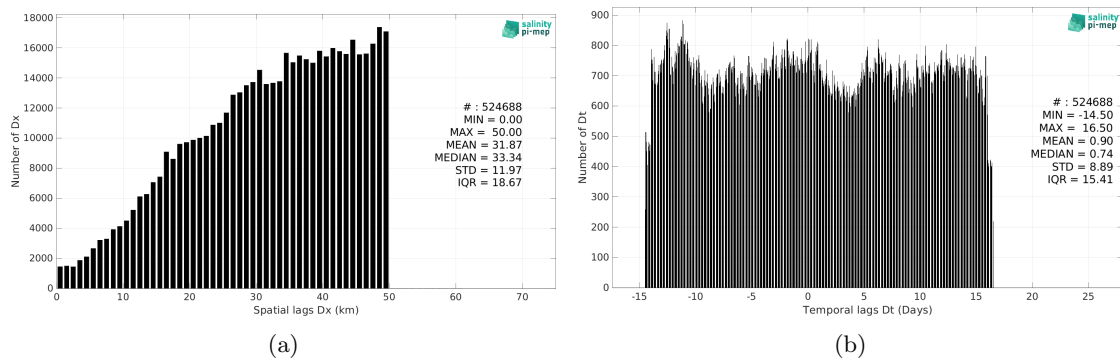 18000
16000
14000
12000
10000
8000
6000
4000
2000
0
Number of Dx
0 10 20 30 40 50 60 70
Spatial lags Dx (km)
salinity
pi-mep
# : 524688
MIN = 0.00
MAX = 50.00
MEAN = 31.87
MEDIAN = 33.34
STD = 11.97
IQR = 18.67
(a)
900
800
700
600
500
400
300
200
100
0
Number of Dt
-15 -10 -5 0 5 10 15 20 25
Temporal lags Dt (Days)
salinity
pi-mep
# : 524688
MIN = -14.50
MAX = 16.50
MEAN = 0.90
MEDIAN = 0.74
STD = 8.89
IQR = 15.41
(b)